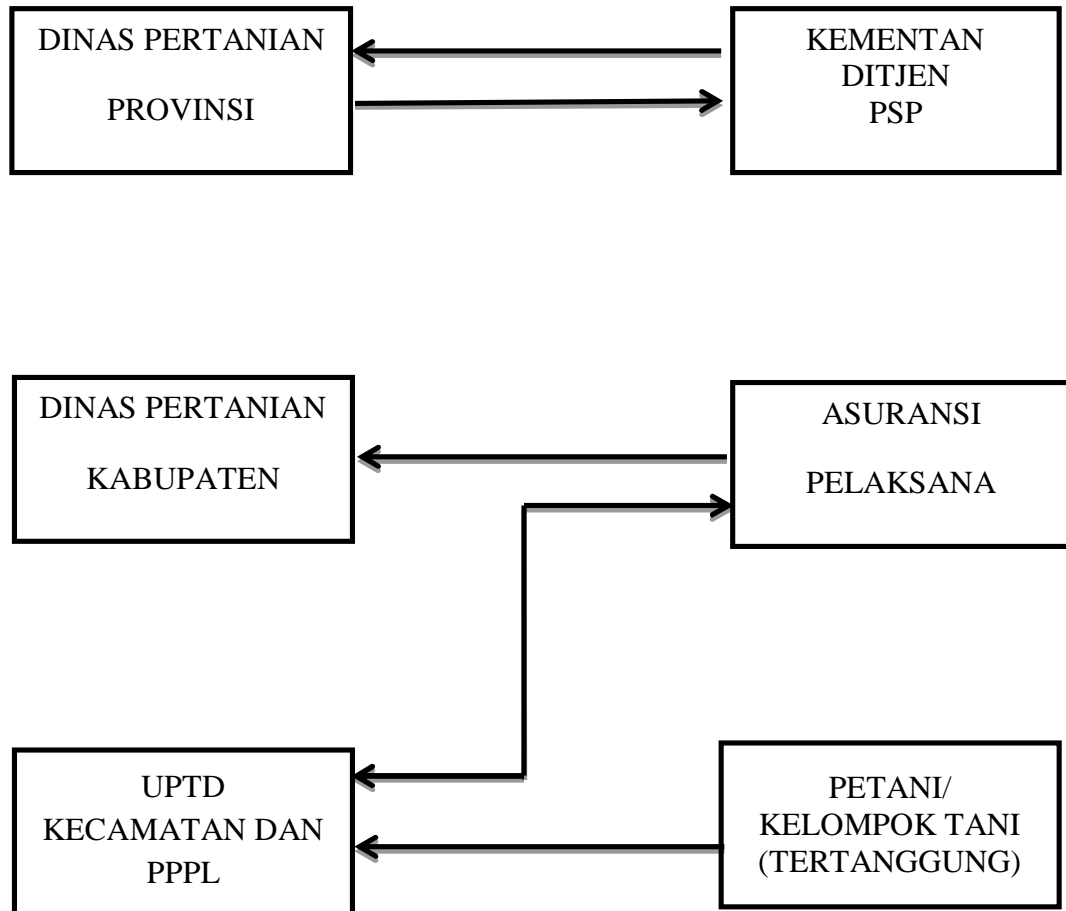 DINAS PERTANIAN
PROVINSI
KEMENTAN
DITJEN
PSP
DINAS PERTANIAN
KABUPATEN
ASURANSI
PELAKSANA
UPTD
KECAMATAN DAN
PPPL
PETANI/
KELOMPOK TANI
(TERTANGGUNG)